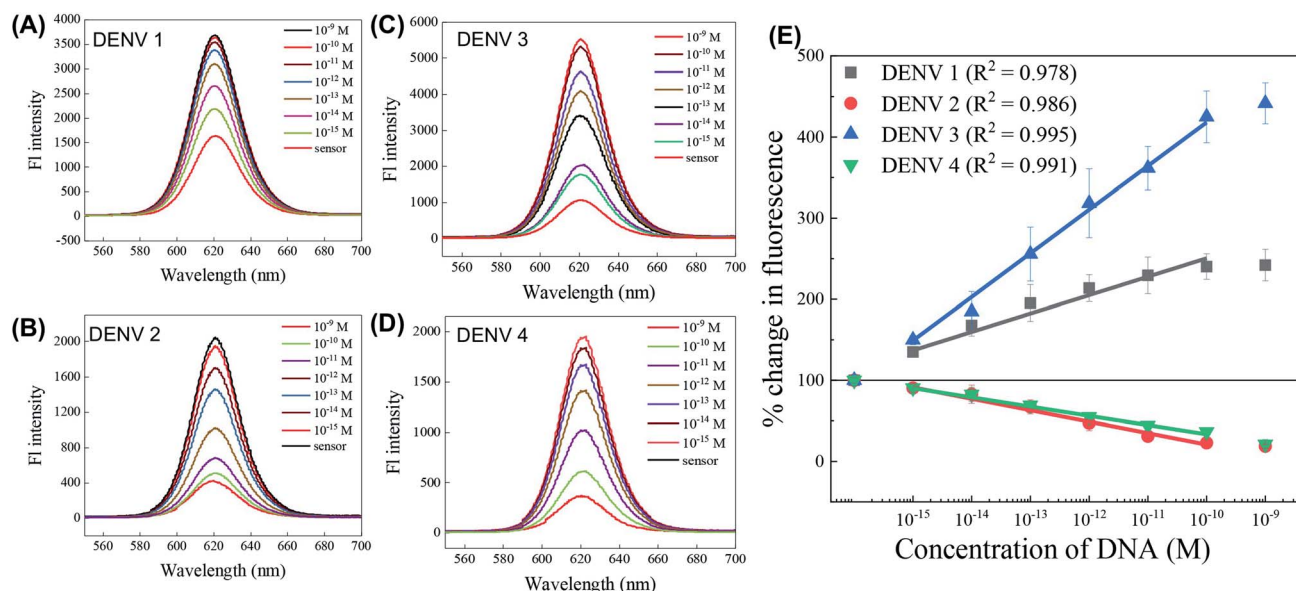 (A)
DENV 1
4000
3500
3000
2500
2000
1500
1000
500
0
-500
Fl intensity
560 580 600 620 640 660 680 700
Wavelength (nm)
10⁻⁹ M
10⁻¹⁰ M
10⁻¹¹ M
10⁻¹² M
10⁻¹³ M
10⁻¹⁴ M
10⁻¹⁵ M
sensor
(B)
DENV 2
2000
1600
1200
800
400
0
Fl intensity
560 580 600 620 640 660 680 700
Wavelength (nm)
10⁻⁹ M
10⁻¹⁰ M
10⁻¹¹ M
10⁻¹² M
10⁻¹³ M
10⁻¹⁴ M
10⁻¹⁵ M
sensor
(C)
DENV 3
6000
5000
4000
3000
2000
1000
0
Fl intensity
560 580 600 620 640 660 680 700
Wavelength (nm)
10⁻⁹ M
10⁻¹⁰ M
10⁻¹¹ M
10⁻¹² M
10⁻¹³ M
10⁻¹⁴ M
10⁻¹⁵ M
sensor
(D)
DENV 4
2000
1500
1000
500
0
Fl intensity
560 580 600 620 640 660 680 700
Wavelength (nm)
10⁻⁹ M
10⁻¹⁰ M
10⁻¹¹ M
10⁻¹² M
10⁻¹³ M
10⁻¹⁴ M
10⁻¹⁵ M
sensor
(E)
500
400
300
200
100
0
% change in fluorescence
DENV 1 (R² = 0.978)
DENV 2 (R² = 0.986)
DENV 3 (R² = 0.995)
DENV 4 (R² = 0.991)
10⁻¹⁵ 10⁻¹⁴ 10⁻¹³ 10⁻¹² 10⁻¹¹ 10⁻¹⁰ 10⁻⁹
Concentration of DNA (M)